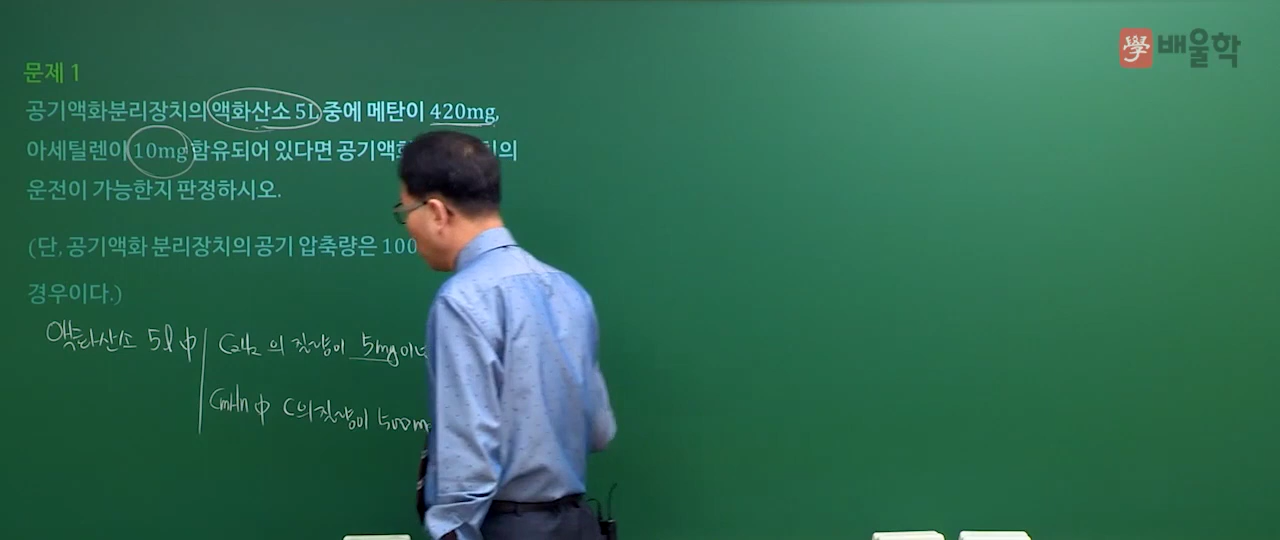 學 배울학
문제 1
공기액화분리장치의 액화산소 5L 중에 메탄이 420mg,
아세틸렌이 10mg 함유되어 있다면 공기액화 의
운전이 가능한지 판정하시오.
(단, 공기액화 분리장치의 공기 압축량은 100
경우이다.)
액화산소 5ℓ 中 C₂H₂ 의 질량이 5mg 이
CmHn 中 C의 질량이 500m